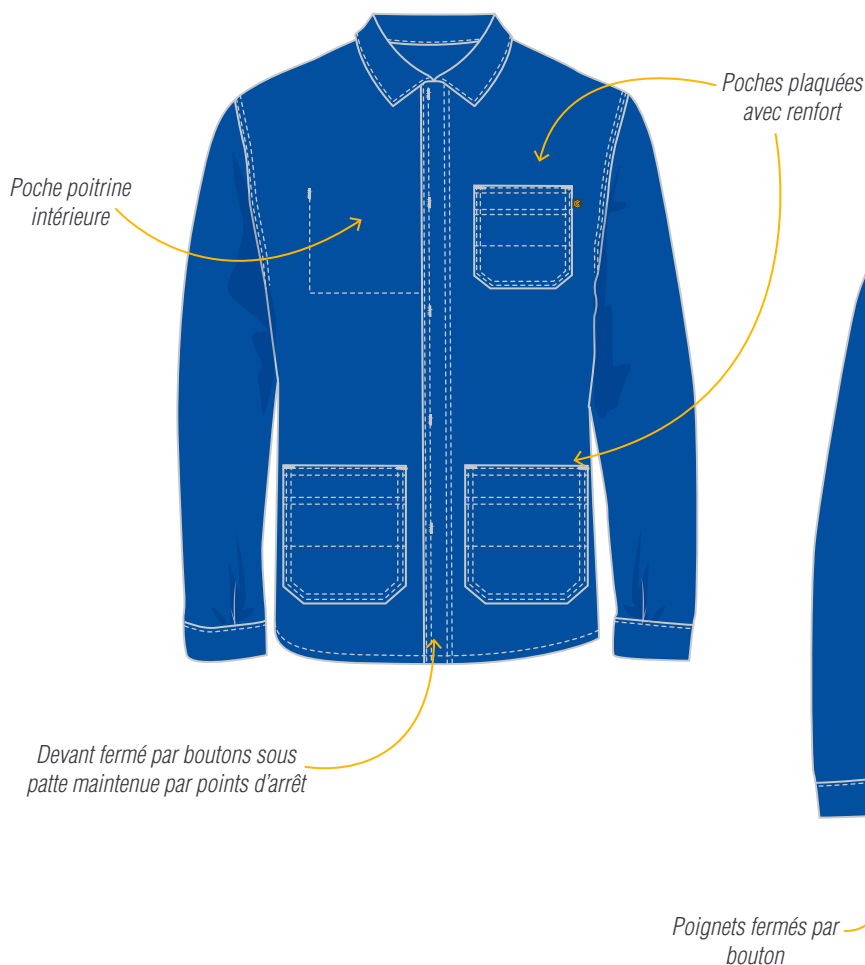 Poches plaquées
avec renfort
Poche poitrine
intérieure
Devant fermé par boutons sous
patte maintenue par points d’arrêt
Poignets fermés par
bouton